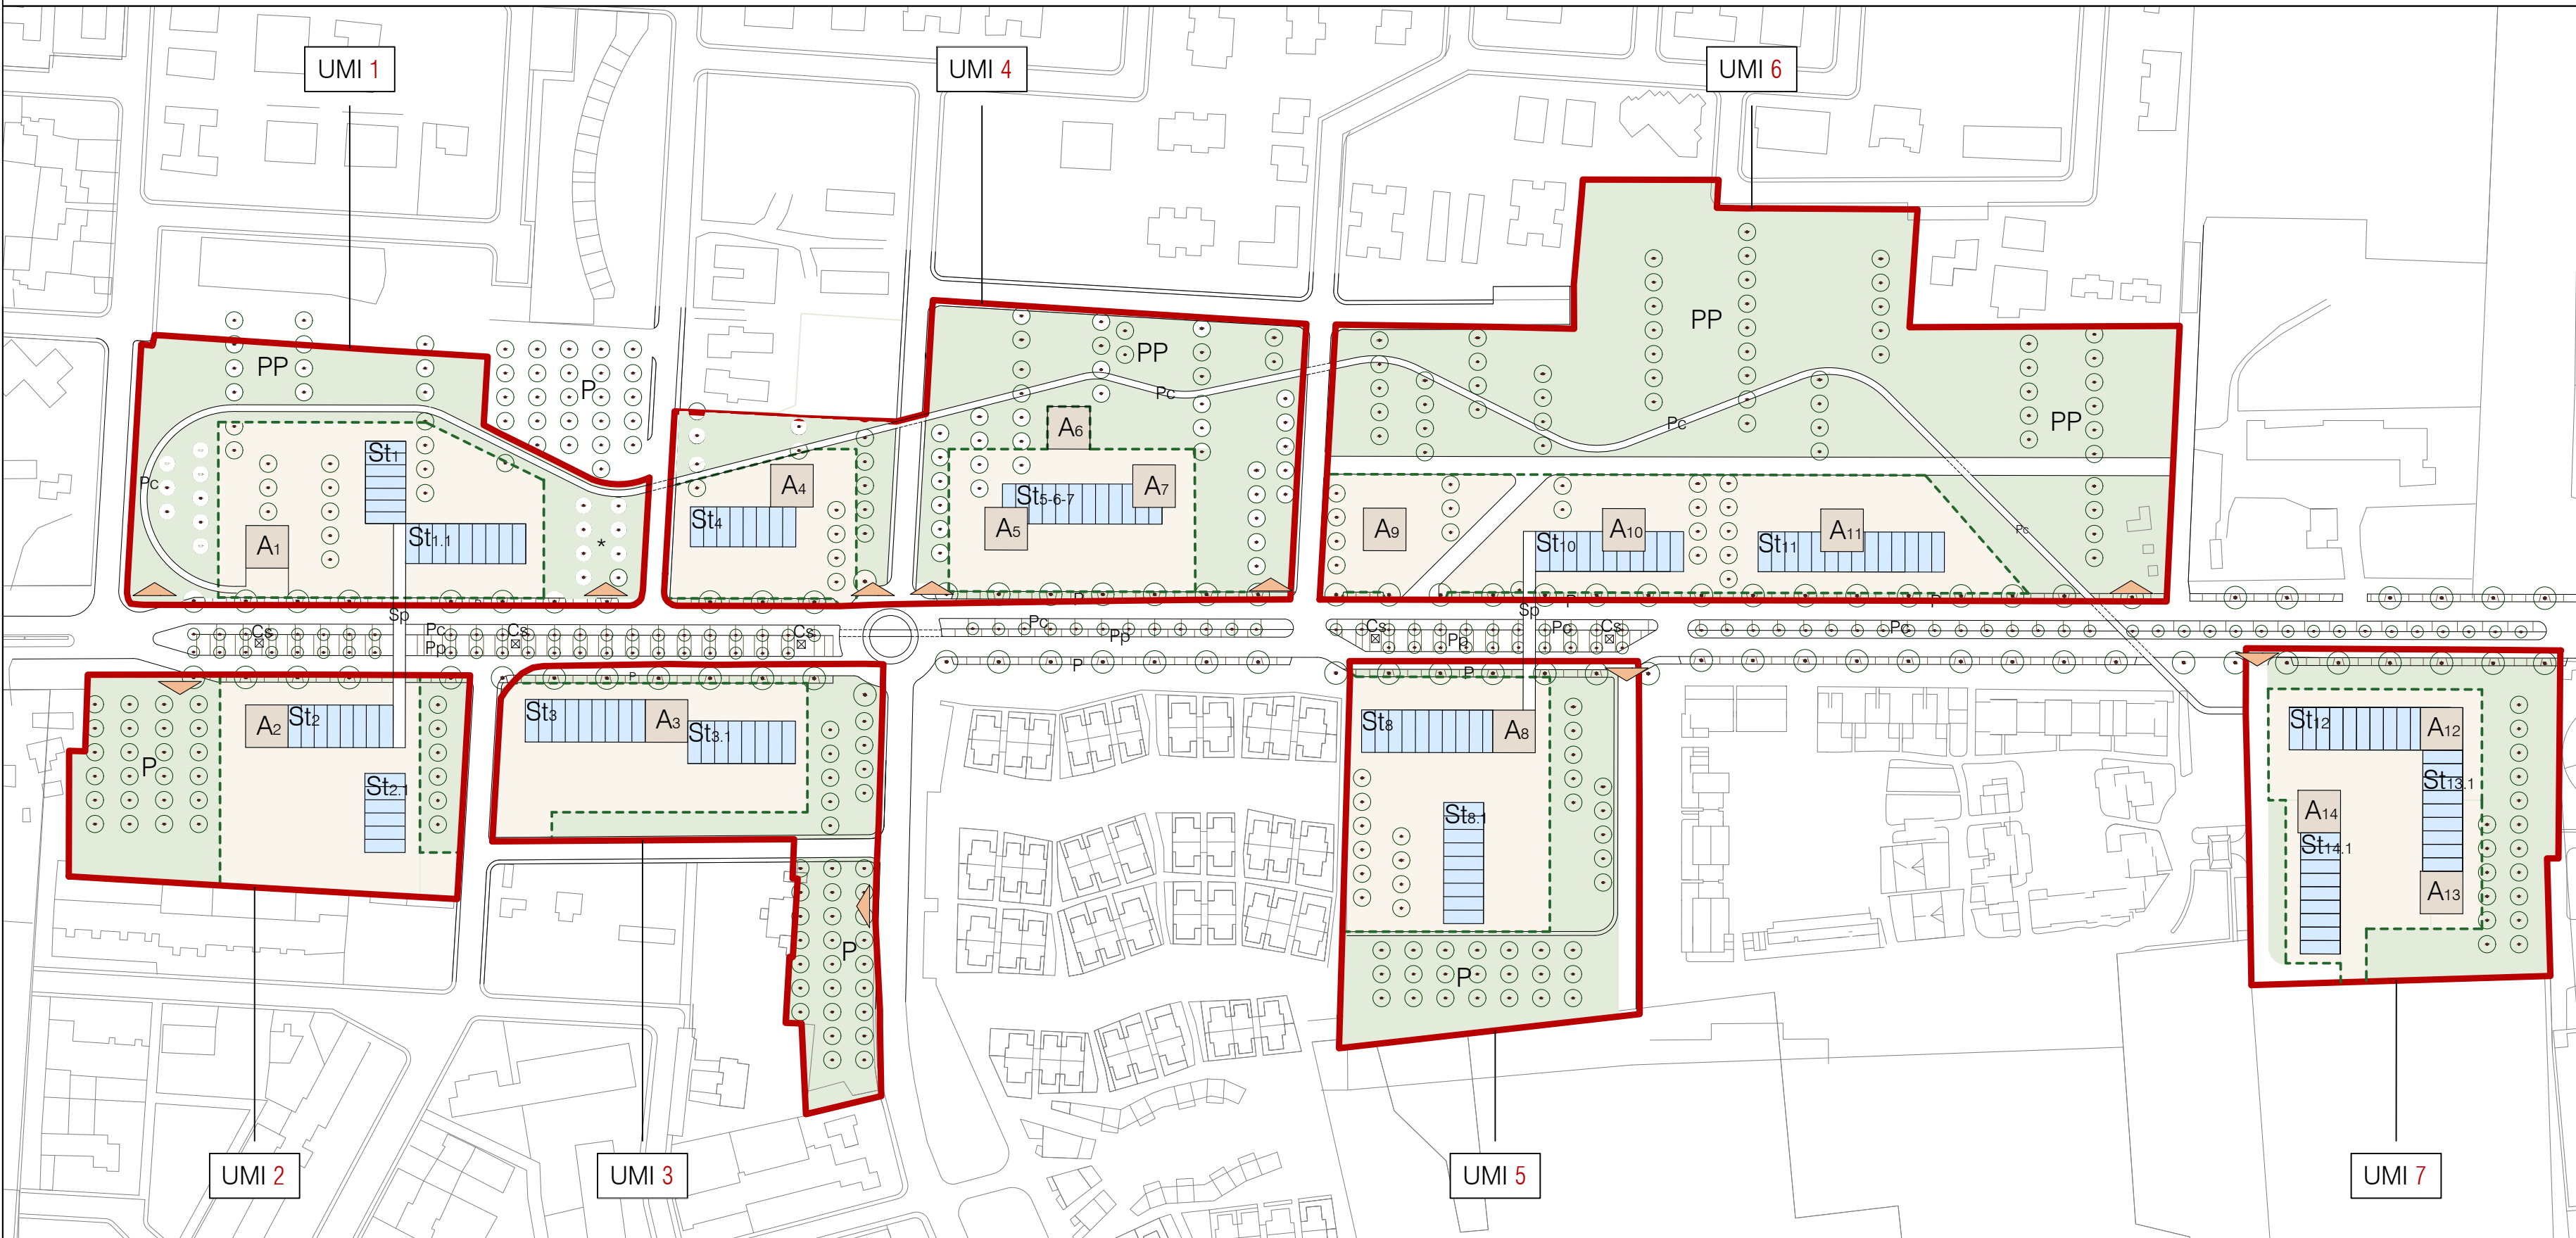 UMI 1
UMI 4
UMI 6
PP
P
PP
PP
PP
Pc
Pc
Pc
Pc
St1
St1.1
A1
*
A4
St4
A6
St5-6-7
A7
A5
A9
St10
A10
St11
A11
Sp
P
Sp
P
P
Cs
Pc
Pp
Cs
Cs
Pc
Pp
Cs
Pp
Pc
Cs
Pc
P
P
P
P
A2
St2
St2.1
St3
A3
St3.1
P
St8
A8
St8.1
P
St12
A12
St13.1
A14
St14.1
A13
UMI 2
UMI 3
UMI 5
UMI 7